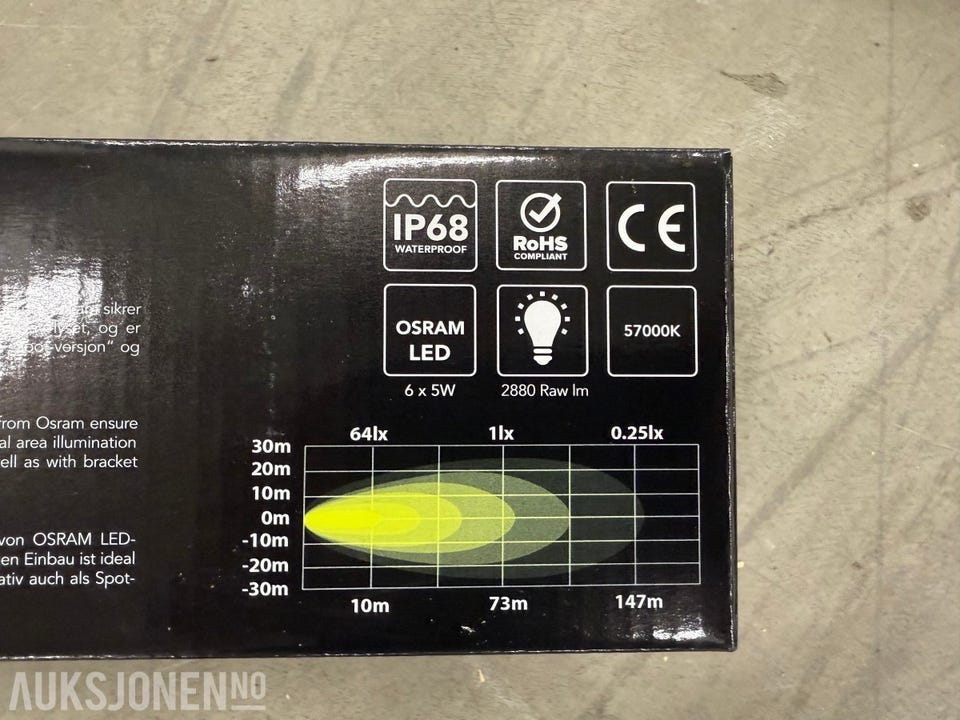 IP68
WATERPROOF
RoHS
COMPLIANT
CE
OSRAM
LED
57000K
6 x 5W
2880 Raw lm
sikrer
og er
og
from Osram ensure
al area illumination
ell as with bracket
von OSRAM LED-
en Einbau ist ideal
ativ auch als Spot-
64lx 1lx 0.25lx
30m
20m
10m
0m
-10m
-20m
-30m
10m 73m 147m
AUKSJONEN NO